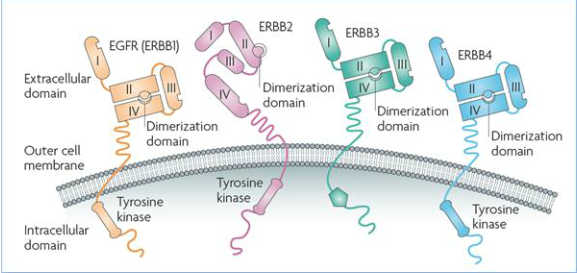 EGFR (ERBB1)
I
II
III
IV
Dimerization
domain
ERBB2
I
II
III
IV
Dimerization
domain
ERBB3
I
II
III
IV
Dimerization
domain
ERBB4
I
II
III
IV
Dimerization
domain
Extracellular
domain
Outer cell
membrane
Intracellular
domain
Tyrosine
kinase
Tyrosine
kinase
Tyrosine
kinase